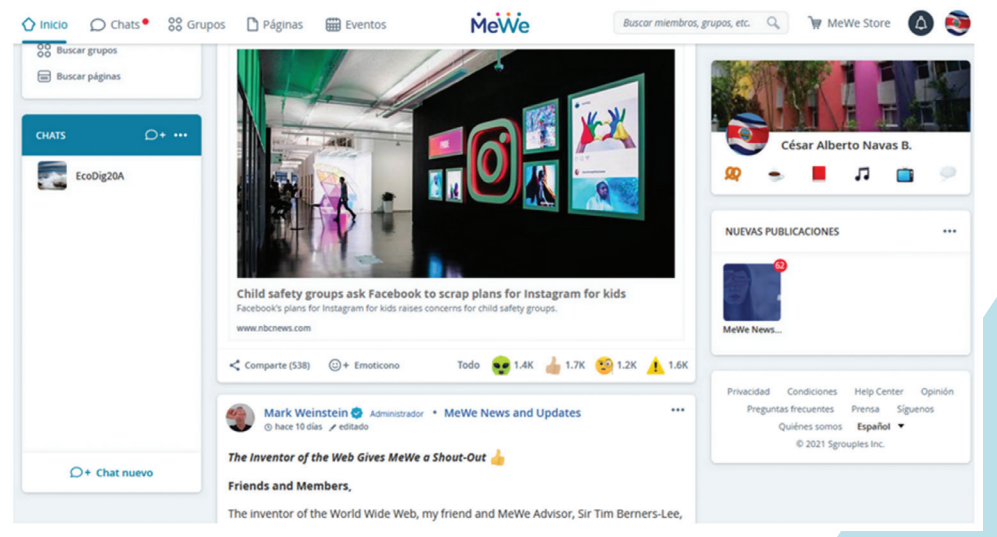 Inicio
Chats
Grupos
Páginas
Eventos
MeWe
Buscar miembros, grupos, etc.
MeWe Store
Buscar grupos
Buscar páginas
CHATS
EcoDig20A
Chat nuevo
Child safety groups ask Facebook to scrap plans for Instagram for kids
Facebook's plans for Instagram for kids raises concerns for child safety groups.
www.nbcnews.com
Comparte (538)
Emoticono
Todo
1.4K
1.7K
1.2K
1.6K
Mark Weinstein Administrador • MeWe News and Updates
hace 10 días editado
The Inventor of the Web Gives MeWe a Shout-Out
Friends and Members,
The inventor of the World Wide Web, my friend and MeWe Advisor, Sir Tim Berners-Lee,
César Alberto Navas B.
NUEVAS PUBLICACIONES
62
MeWe News...
Privacidad Condiciones Help Center Opinión
Preguntas frecuentes Prensa Síguenos
Quiénes somos Español
© 2021 Sgrouples Inc.